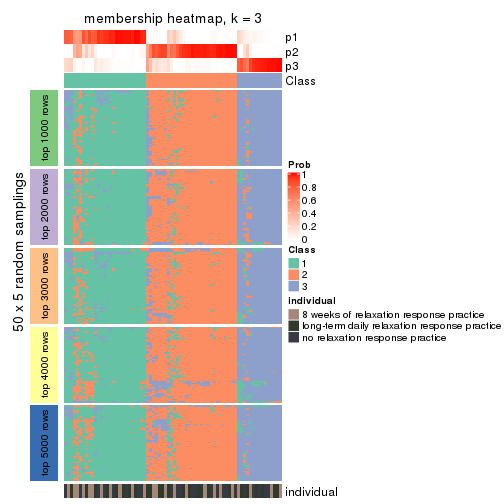 membership heatmap, k = 3
p1
p2
p3
Class
50 x 5 random samplings
top 1000 rows
top 2000 rows
top 3000 rows
top 4000 rows
top 5000 rows
Prob
1
0.8
0.6
0.4
0.2
0
Class
1
2
3
individual
8 weeks of relaxation response practice
long-term daily relaxation response practice
no relaxation response practice
individual